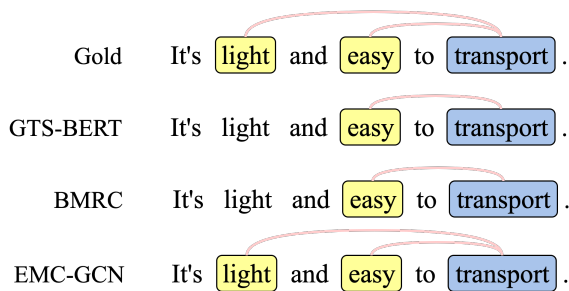 Gold It's light and easy to transport .
GTS-BERT It's light and easy to transport .
BMRC It's light and easy to transport .
EMC-GCN It's light and easy to transport .